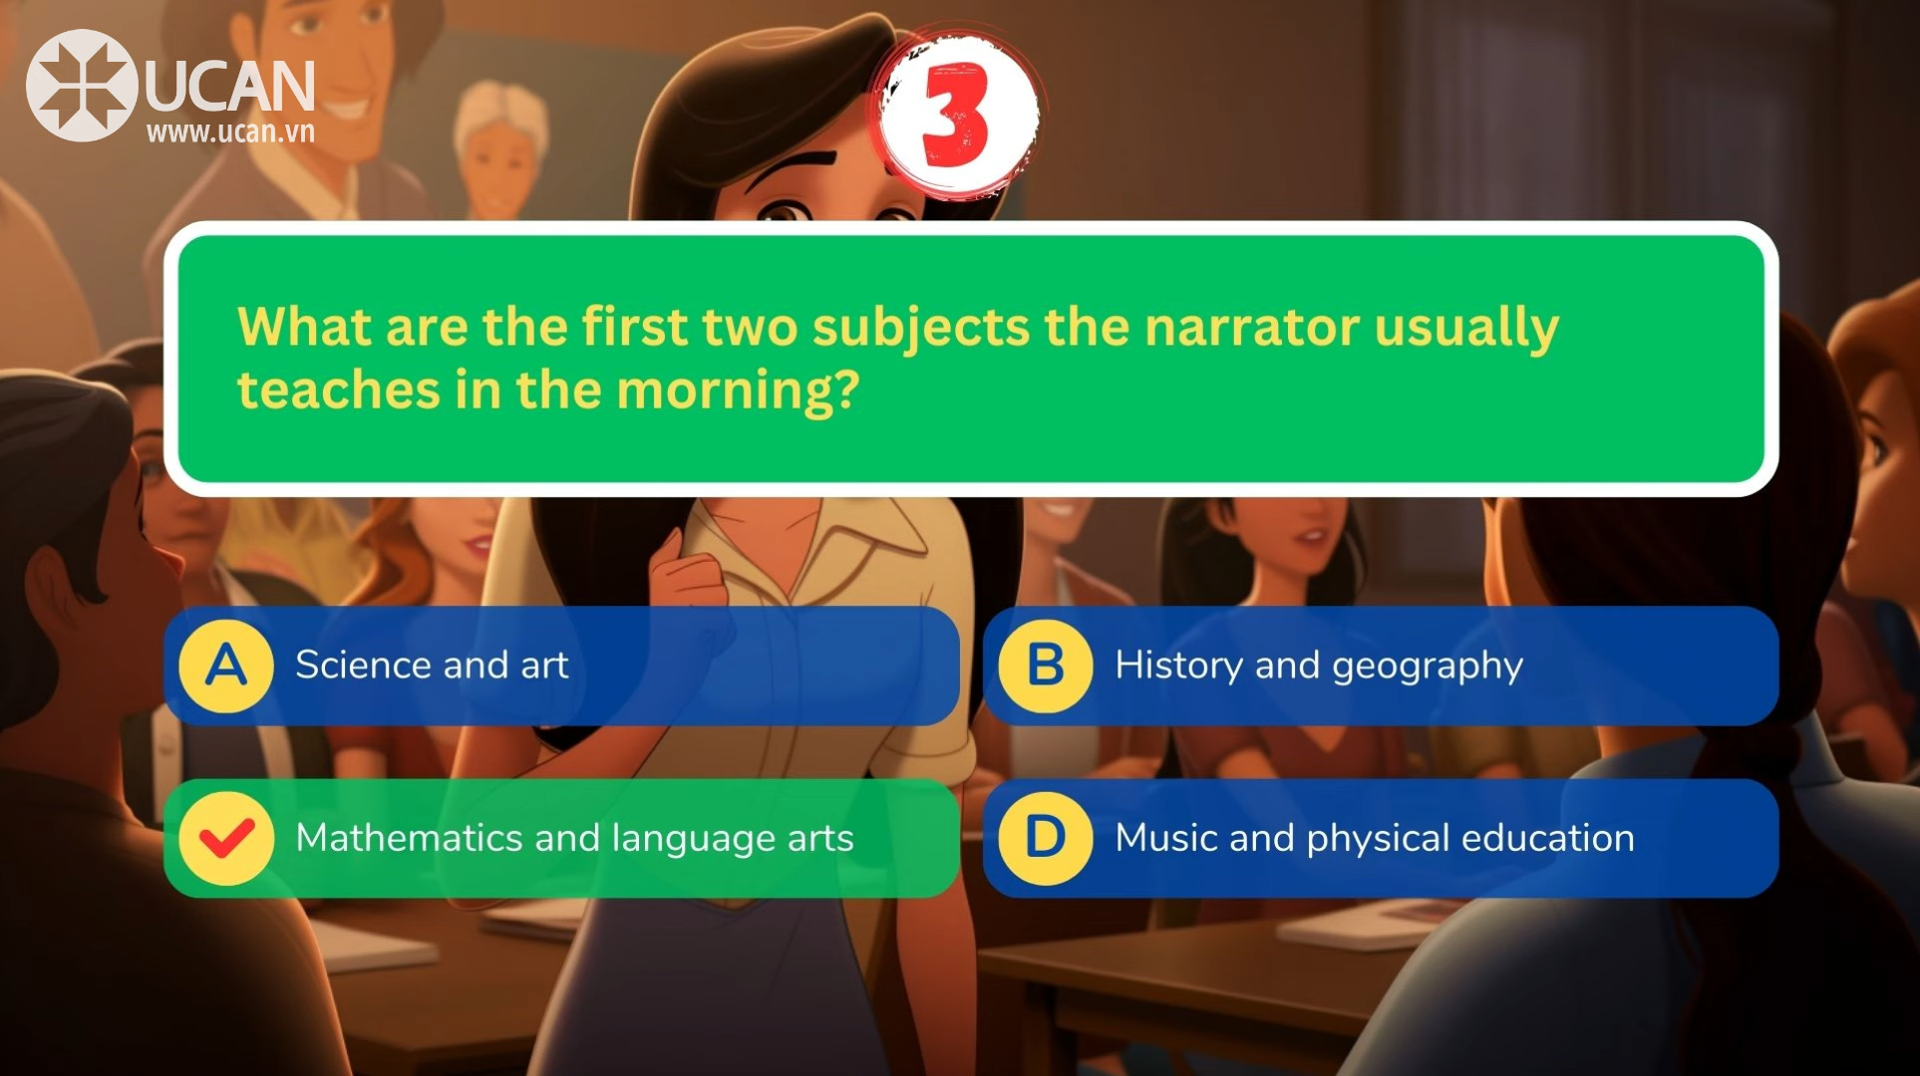 UCAN
www.ucan.vn
3
What are the first two subjects the narrator usually
teaches in the morning?
A Science and art
B History and geography
Mathematics and language arts
D Music and physical education